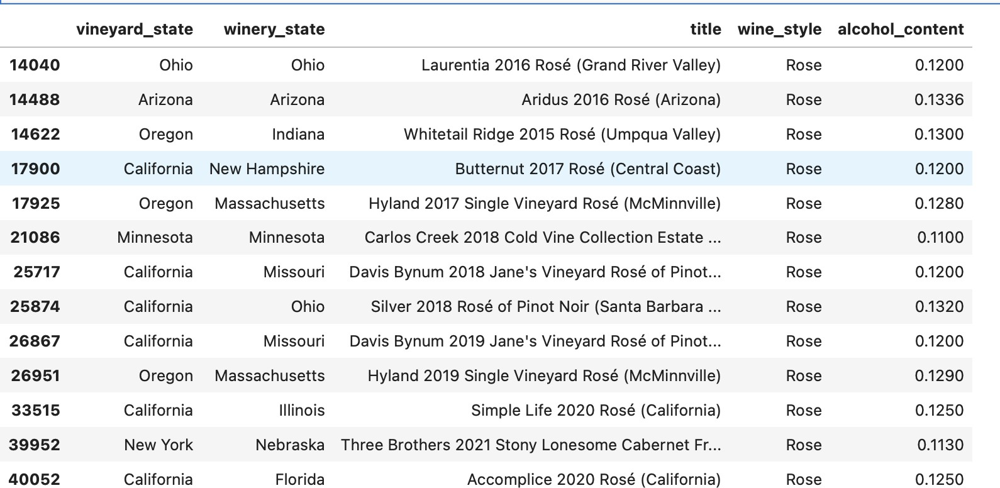 vineyard_state winery_state title wine_style alcohol_content
14040 Ohio Ohio Laurentia 2016 Rosé (Grand River Valley) Rose 0.1200
14488 Arizona Arizona Aridus 2016 Rosé (Arizona) Rose 0.1336
14622 Oregon Indiana Whitetail Ridge 2015 Rosé (Umpqua Valley) Rose 0.1300
17900 California New Hampshire Butternut 2017 Rosé (Central Coast) Rose 0.1200
17925 Oregon Massachusetts Hyland 2017 Single Vineyard Rosé (McMinnville) Rose 0.1280
21086 Minnesota Minnesota Carlos Creek 2018 Cold Vine Collection Estate ... Rose 0.1100
25717 California Missouri Davis Bynum 2018 Jane's Vineyard Rosé of Pinot... Rose 0.1200
25874 California Ohio Silver 2018 Rosé of Pinot Noir (Santa Barbara ... Rose 0.1320
26867 California Missouri Davis Bynum 2019 Jane's Vineyard Rosé of Pinot... Rose 0.1200
26951 Oregon Massachusetts Hyland 2019 Single Vineyard Rosé (McMinnville) Rose 0.1290
33515 California Illinois Simple Life 2020 Rosé (California) Rose 0.1250
39952 New York Nebraska Three Brothers 2021 Stony Lonesome Cabernet Fr... Rose 0.1130
40052 California Florida Accomplice 2020 Rosé (California) Rose 0.1250